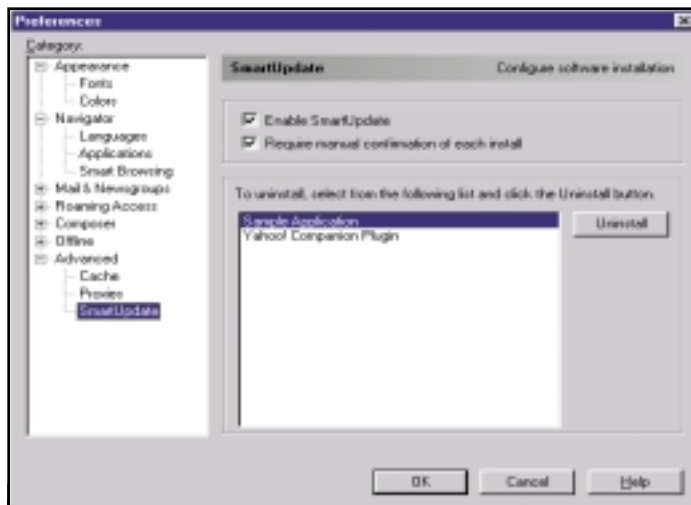 Preferences
Category:
Appearance
Fonts
Colors
Navigator
Languages
Applications
Smart Browsing
Mail & Newsgroups
Roaming Access
Composer
Offline
Advanced
Cache
Proxies
SmartUpdate
SmartUpdate Configure software installation
Enable SmartUpdate
Require manual confirmation of each install
To uninstall, select from the following list and click the Uninstall button.
Sample Application
Yahoo! Companion Plugin
Uninstall
OK Cancel Help